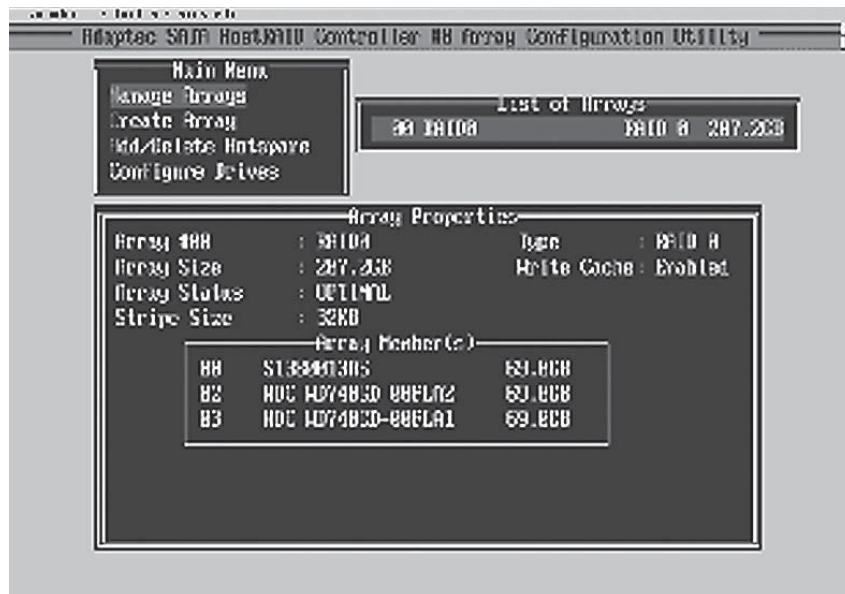 Adaptec SATA HostRAID Controller #0 Array Configuration Utility
Main Menu
Manage Arrays
Create Array
Add/Delete Hotspare
Configure Drives
List of Arrays
00 RAID0 RAID 0 207.2GB
Array Properties
Array #00 : RAID0 Type : RAID 0
Array Size : 207.2GB Write Cache : Enabled
Array Status : OPTIMAL
Stripe Size : 32KB
Array Member(s)
00 69.0GB
02 WDC 69.0GB
03 WDC 69.0GB